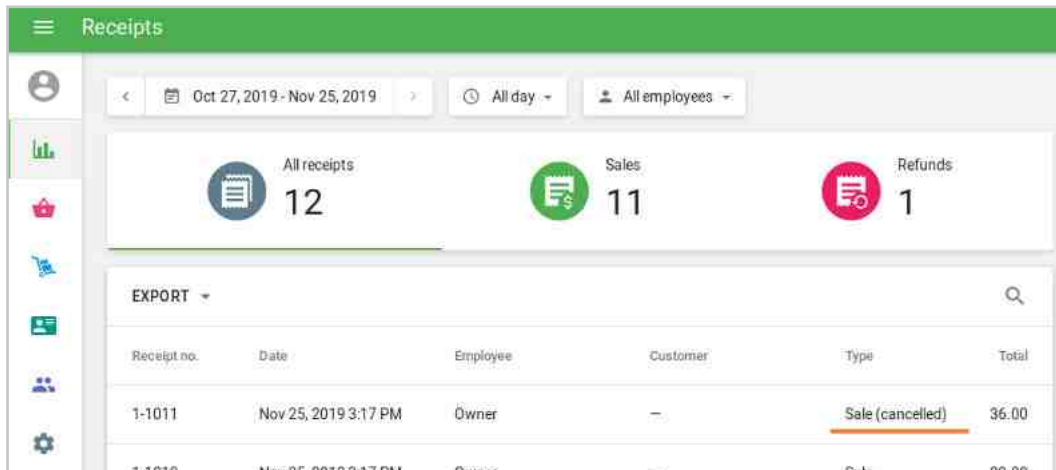 Receipts
Oct 27, 2019 - Nov 25, 2019 All day All employees
All receipts Sales Refunds
12 11 1
EXPORT
Receipt no. Date Employee Customer Type Total
1-1011 Nov 25, 2019 3:17 PM Owner — Sale (cancelled) 36.00